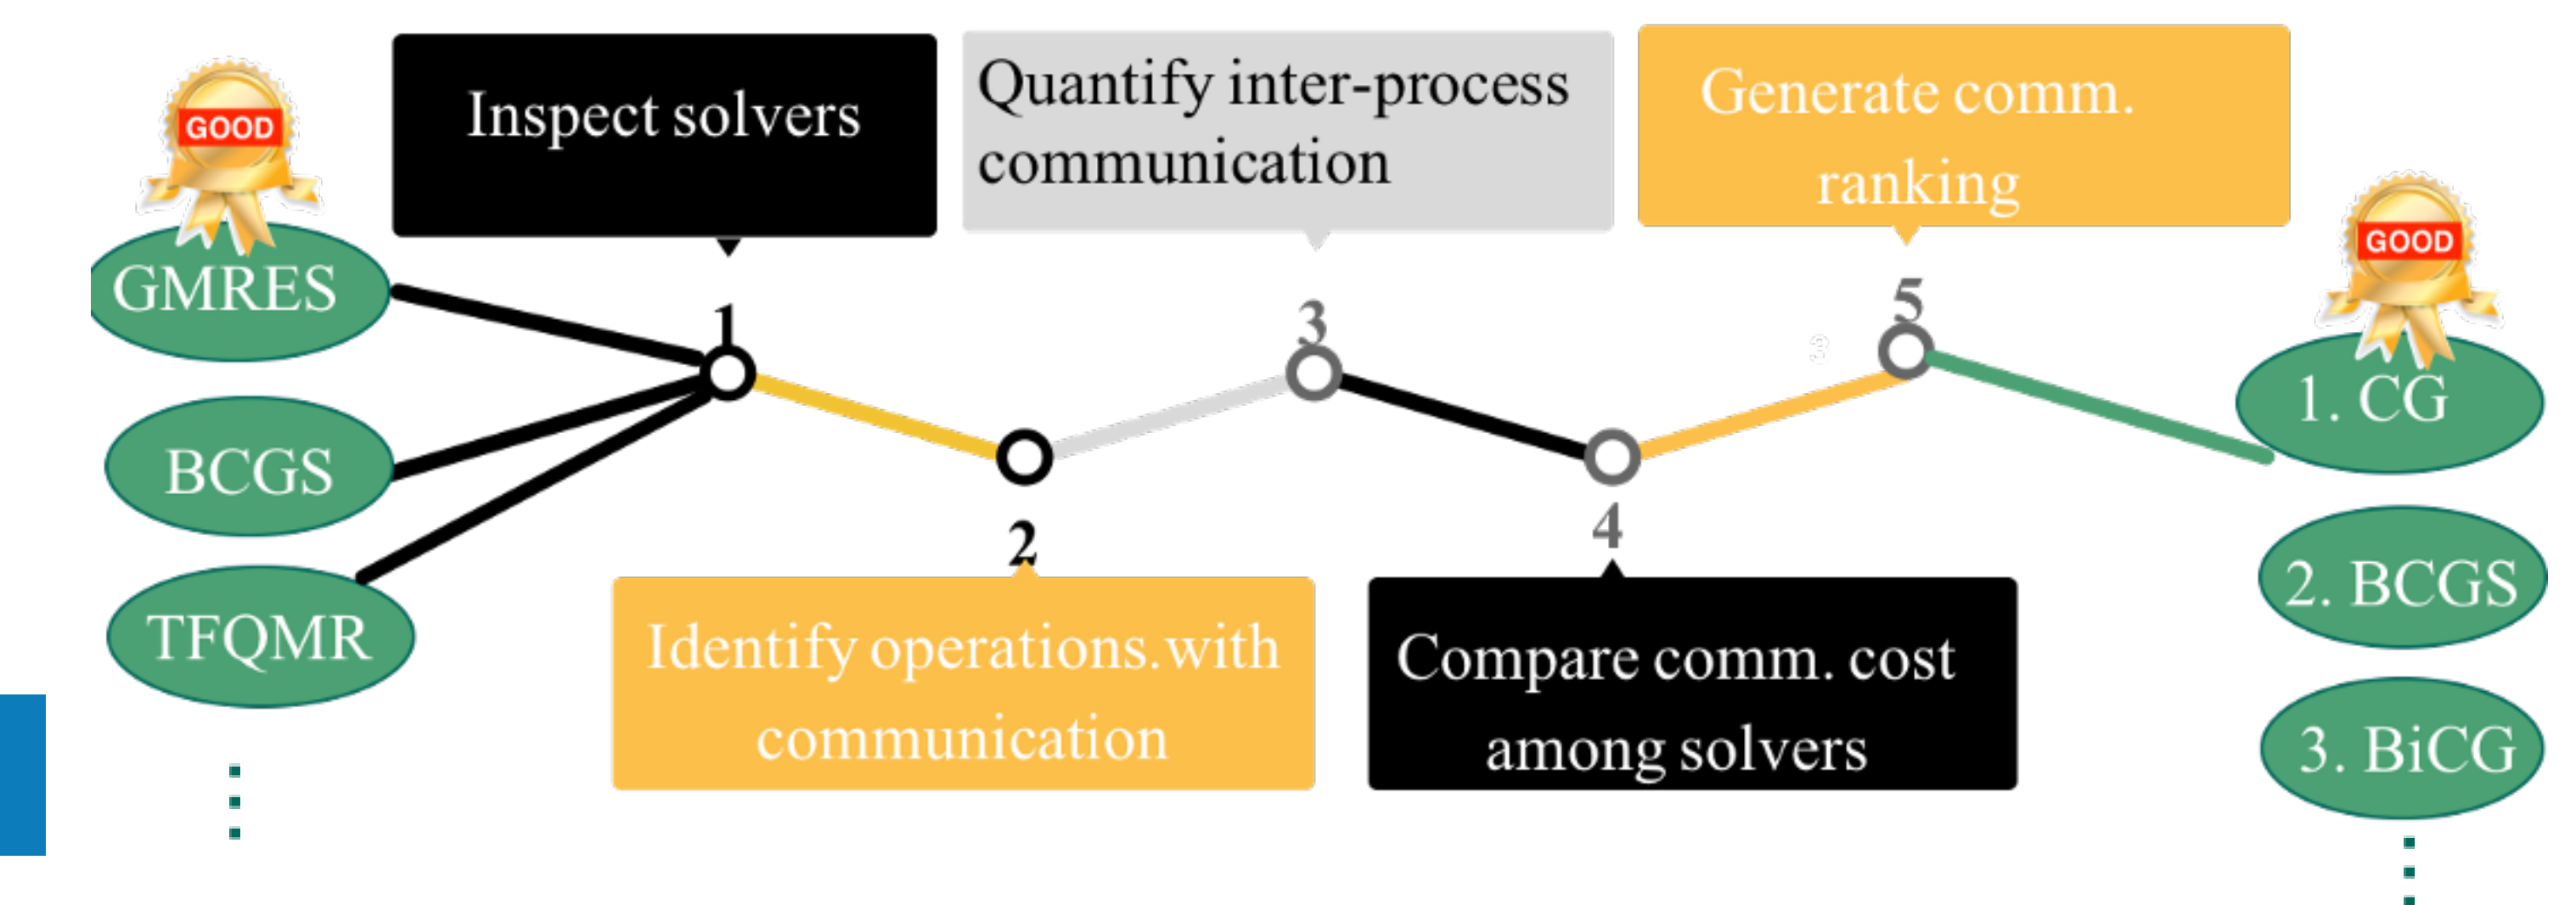 GOOD
GMRES
BCGS
TFQMR
Inspect solvers
1
2
Identify operations.with
communication
Quantify inter-process
communication
3
4
Compare comm. cost
among solvers
Generate comm.
ranking
3
5
GOOD
1. CG
2. BCGS
3. BiCG